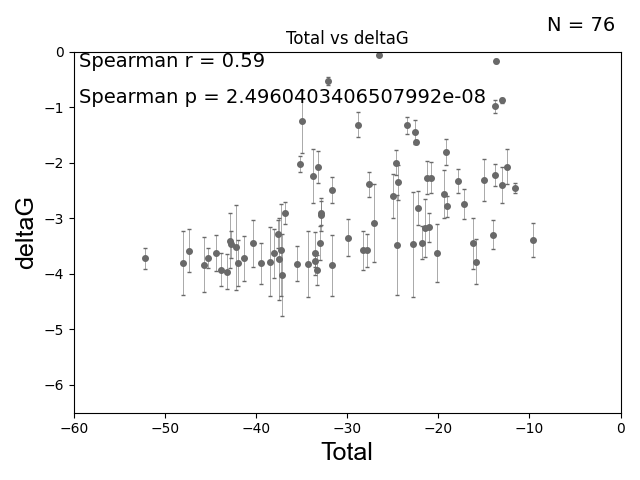 N = 76
Total vs deltaG
Spearman r = 0.59
Spearman p = 2.4960403406507992e-08
0
−1
−2
−3
−4
−5
−6
deltaG
−60 −50 −40 −30 −20 −10 0
Total